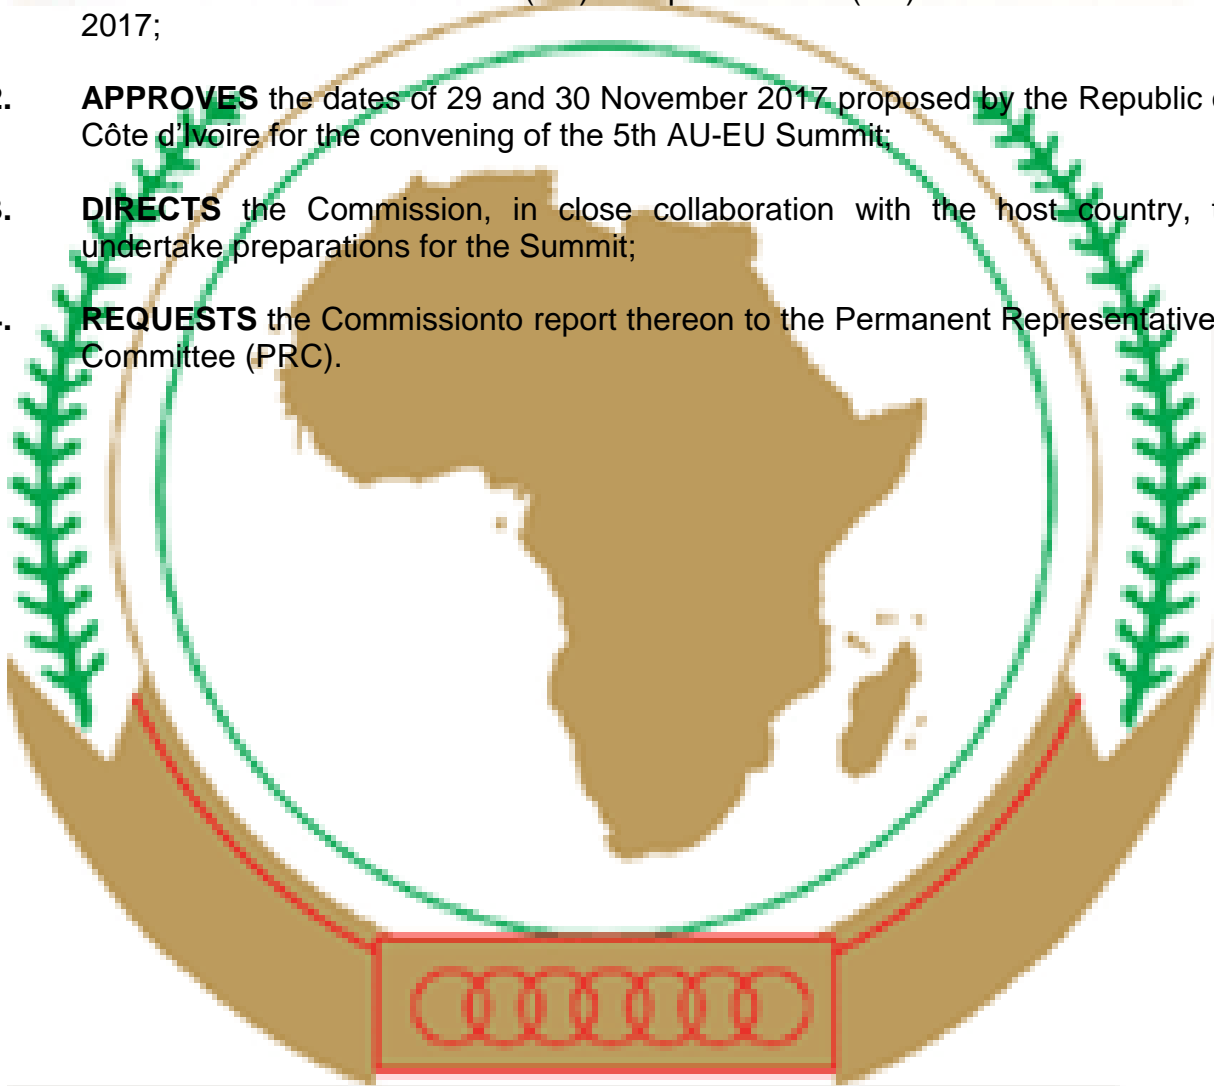 2017;
2. APPROVES the dates of 29 and 30 November 2017 proposed by the Republic
Côte d'Ivoire for the convening of the 5th AU-EU Summit;
3. DIRECTS the Commission, in close collaboration with the host country,
undertake preparations for the Summit;
REQUESTS the Commissionto report thereon to the Permanent Representative
Committee (PRC).